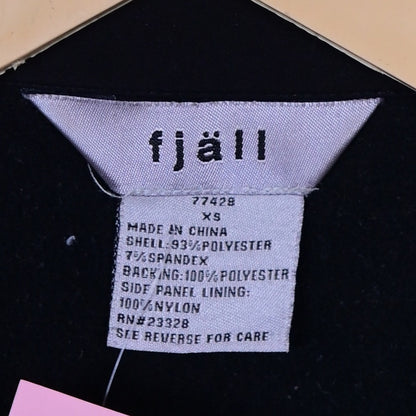 fjäll
77428
XS
MADE IN CHINA
SHELL: 93% POLYESTER
7% SPANDEX
BACKING: 100% POLYESTER
SIDE PANEL LINING:
100% NYLON
RN#23328
SEE REVERSE FOR CARE